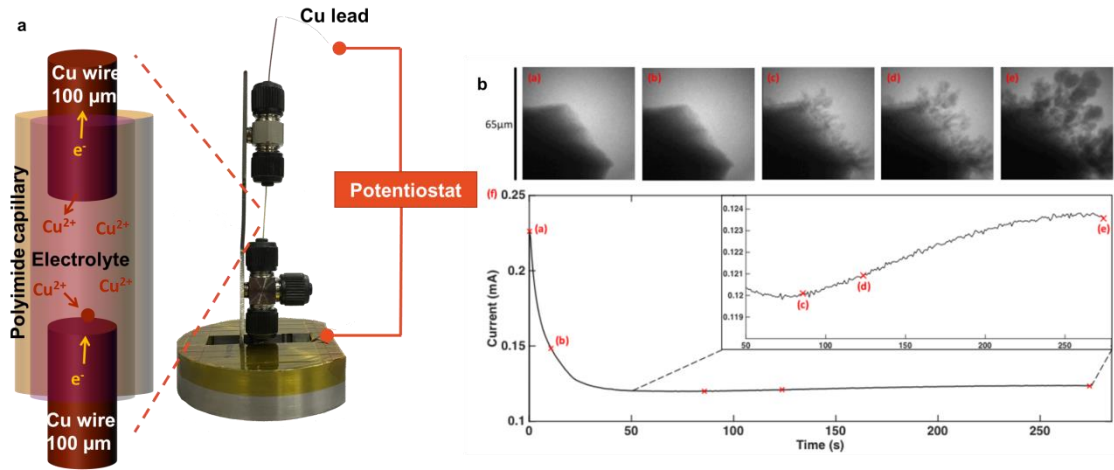 a
Cu wire
100 µm
e-
Polyimide capillary
Cu2+
Cu2+
Electrolyte
Cu2+
Cu2+
e-
Cu wire
100 µm
Cu lead
Potentiostat
b
65µm
(a)
(b)
(c)
(d)
(e)
(f)
0.25
0.2
0.15
0.1
Current (mA)
(a)
(b)
0.124
0.123
0.121
0.12
0.119
(c)
(d)
(e)
50
100
150
200
250
0
50
100
150
200
250
Time (s)